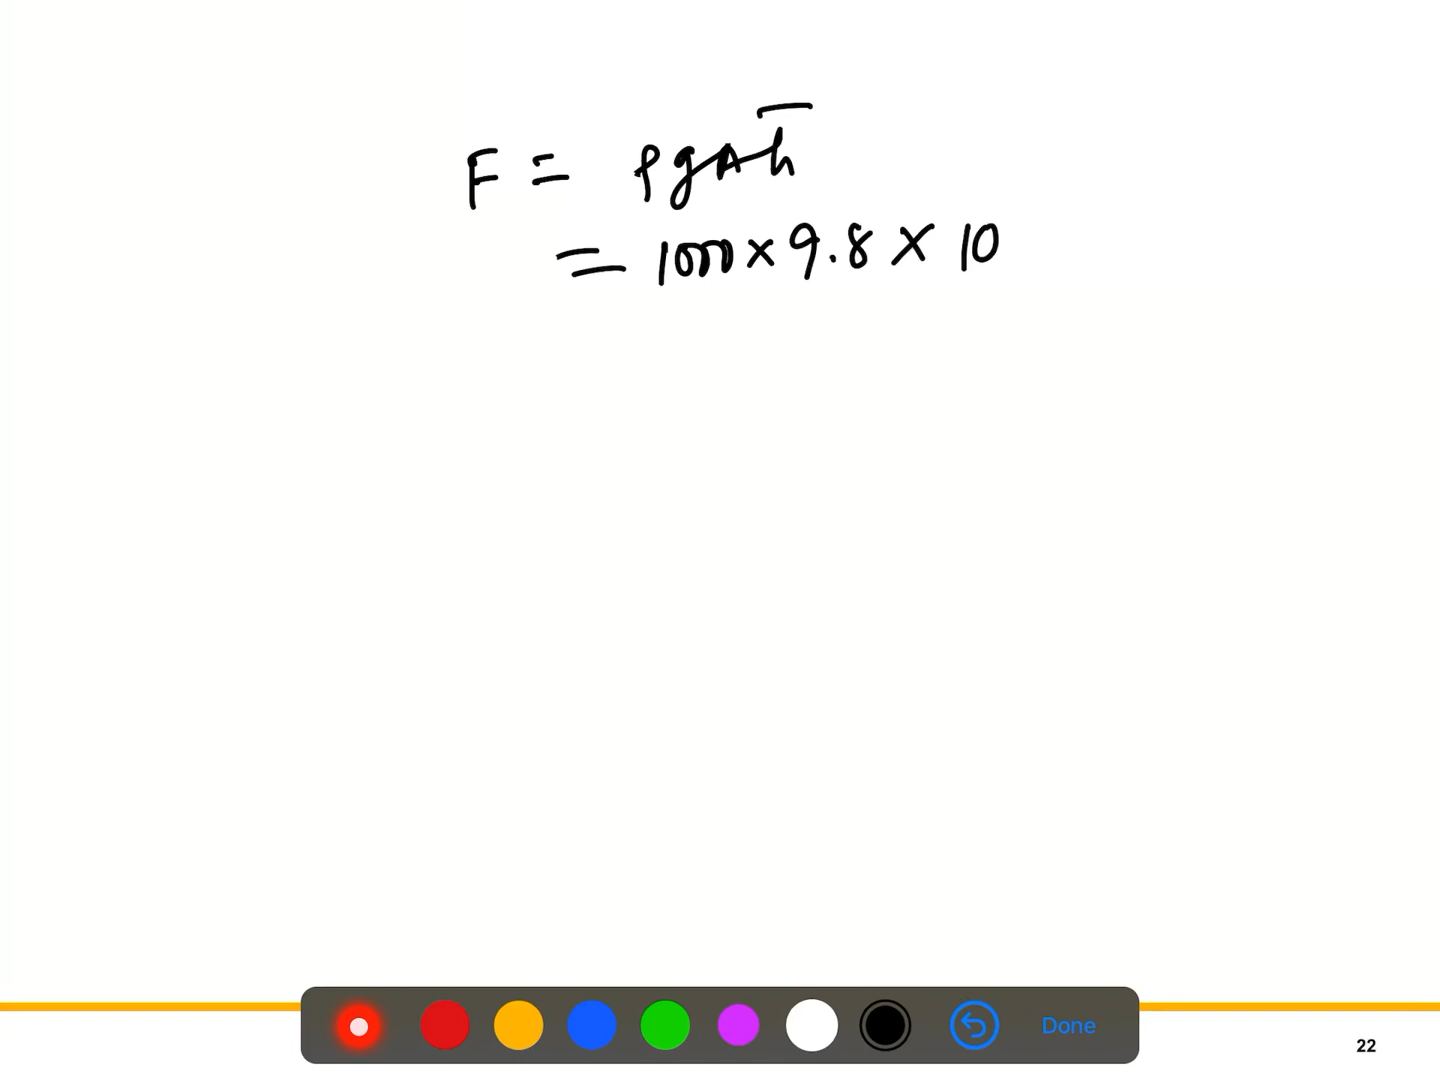 F = ρgAh̄
= 1000 × 9.8 × 10
Done
22